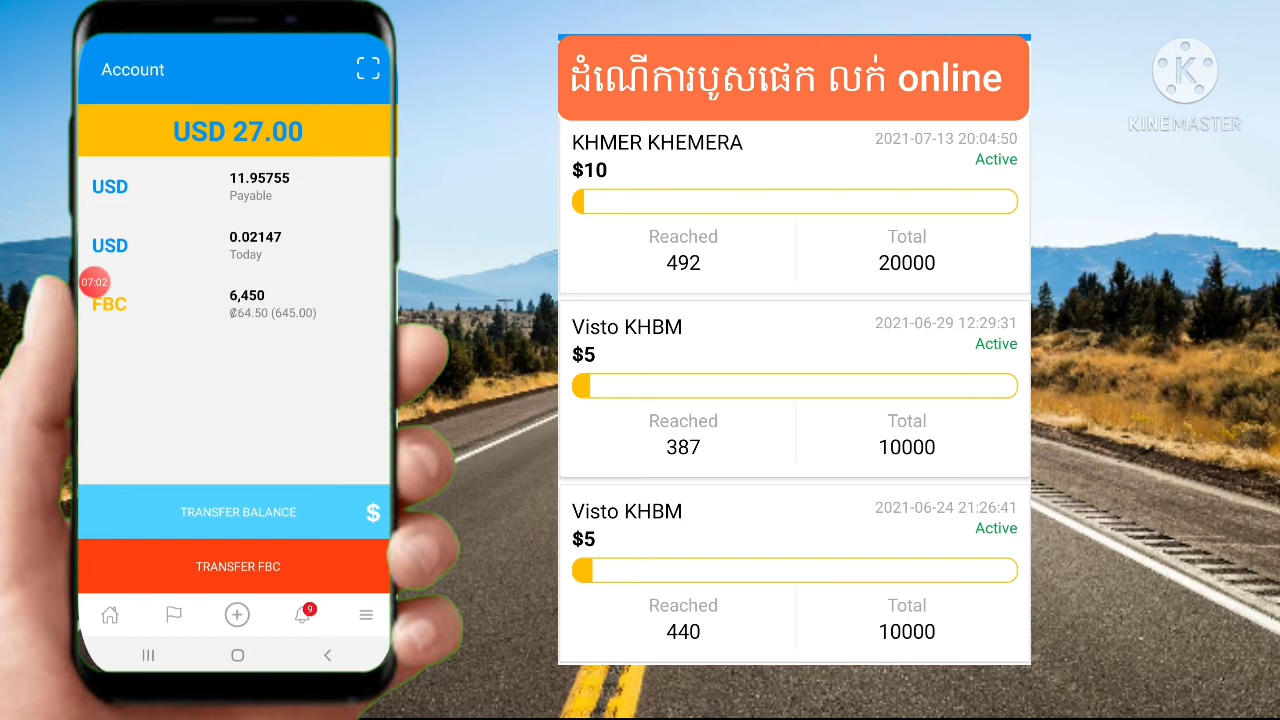 Account
USD 27.00
USD
11.95755
Payable
USD
0.02147
Today
07:02
FBC
6,450
₡64.50 (645.00)
TRANSFER BALANCE $
TRANSFER FBC
9
ដំណើការបូសផេក លក់ online
KHMER KHEMERA
2021-07-13 20:04:50
$10
Active
Reached
Total
492
20000
Visto KHBM
2021-06-29 12:29:31
$5
Active
Reached
Total
387
10000
Visto KHBM
2021-06-24 21:26:41
$5
Active
Reached
Total
440
10000
K
KINEMASTER